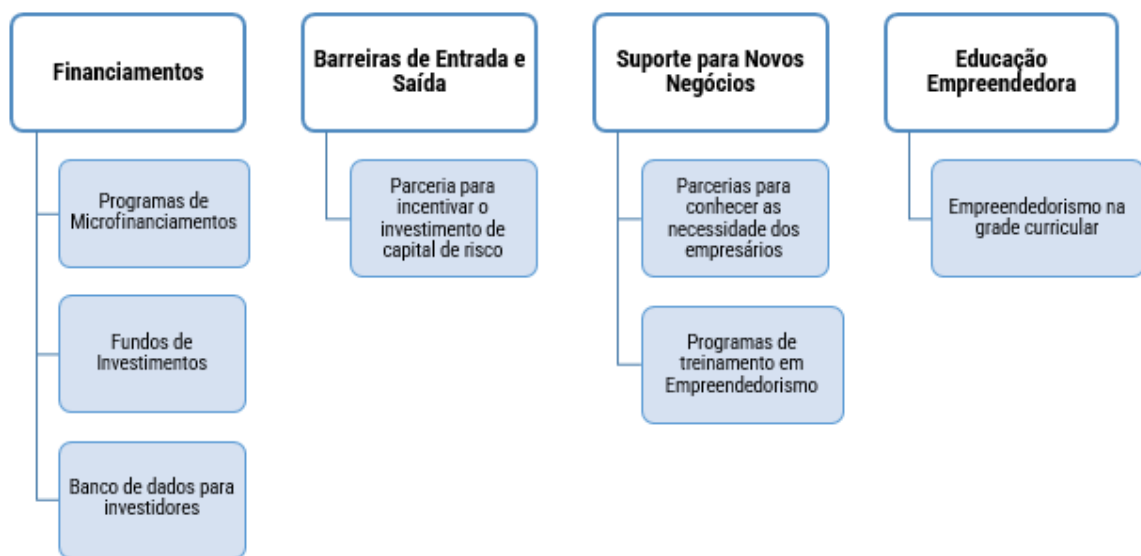 Financiamentos
Programas de
Microfinanciamentos
Fundos de
Investimentos
Banco de dados para
investidores
Barreiras de Entrada e
Saída
Parceria para
incentivar o
investimento de
capital de risco
Suporte para Novos
Negócios
Parcerias para
conhecer as
necessidade dos
empresários
Programas de
treinamento em
Empreendedorismo
Educação
Empreendedora
Empreendedorismo na
grade curricular